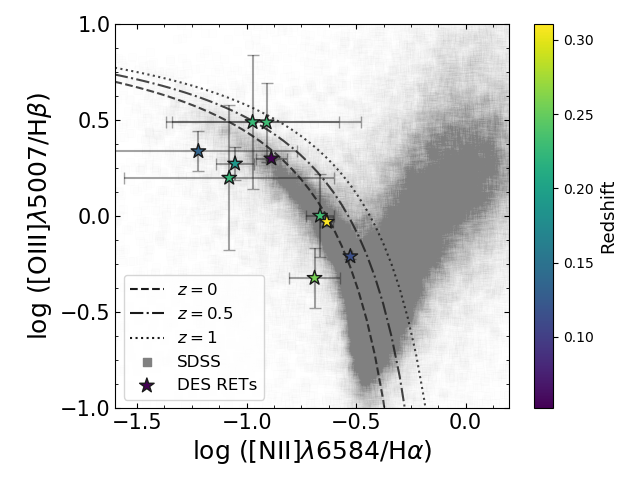 1.0
0.5
0.0
−0.5
−1.0
log ([OIII]λ5007/Hβ)
z = 0
z = 0.5
z = 1
SDSS
DES RETs
−1.5
−1.0
−0.5
0.0
log ([NII]λ6584/Hα)
0.30
0.25
0.20
0.15
0.10
Redshift